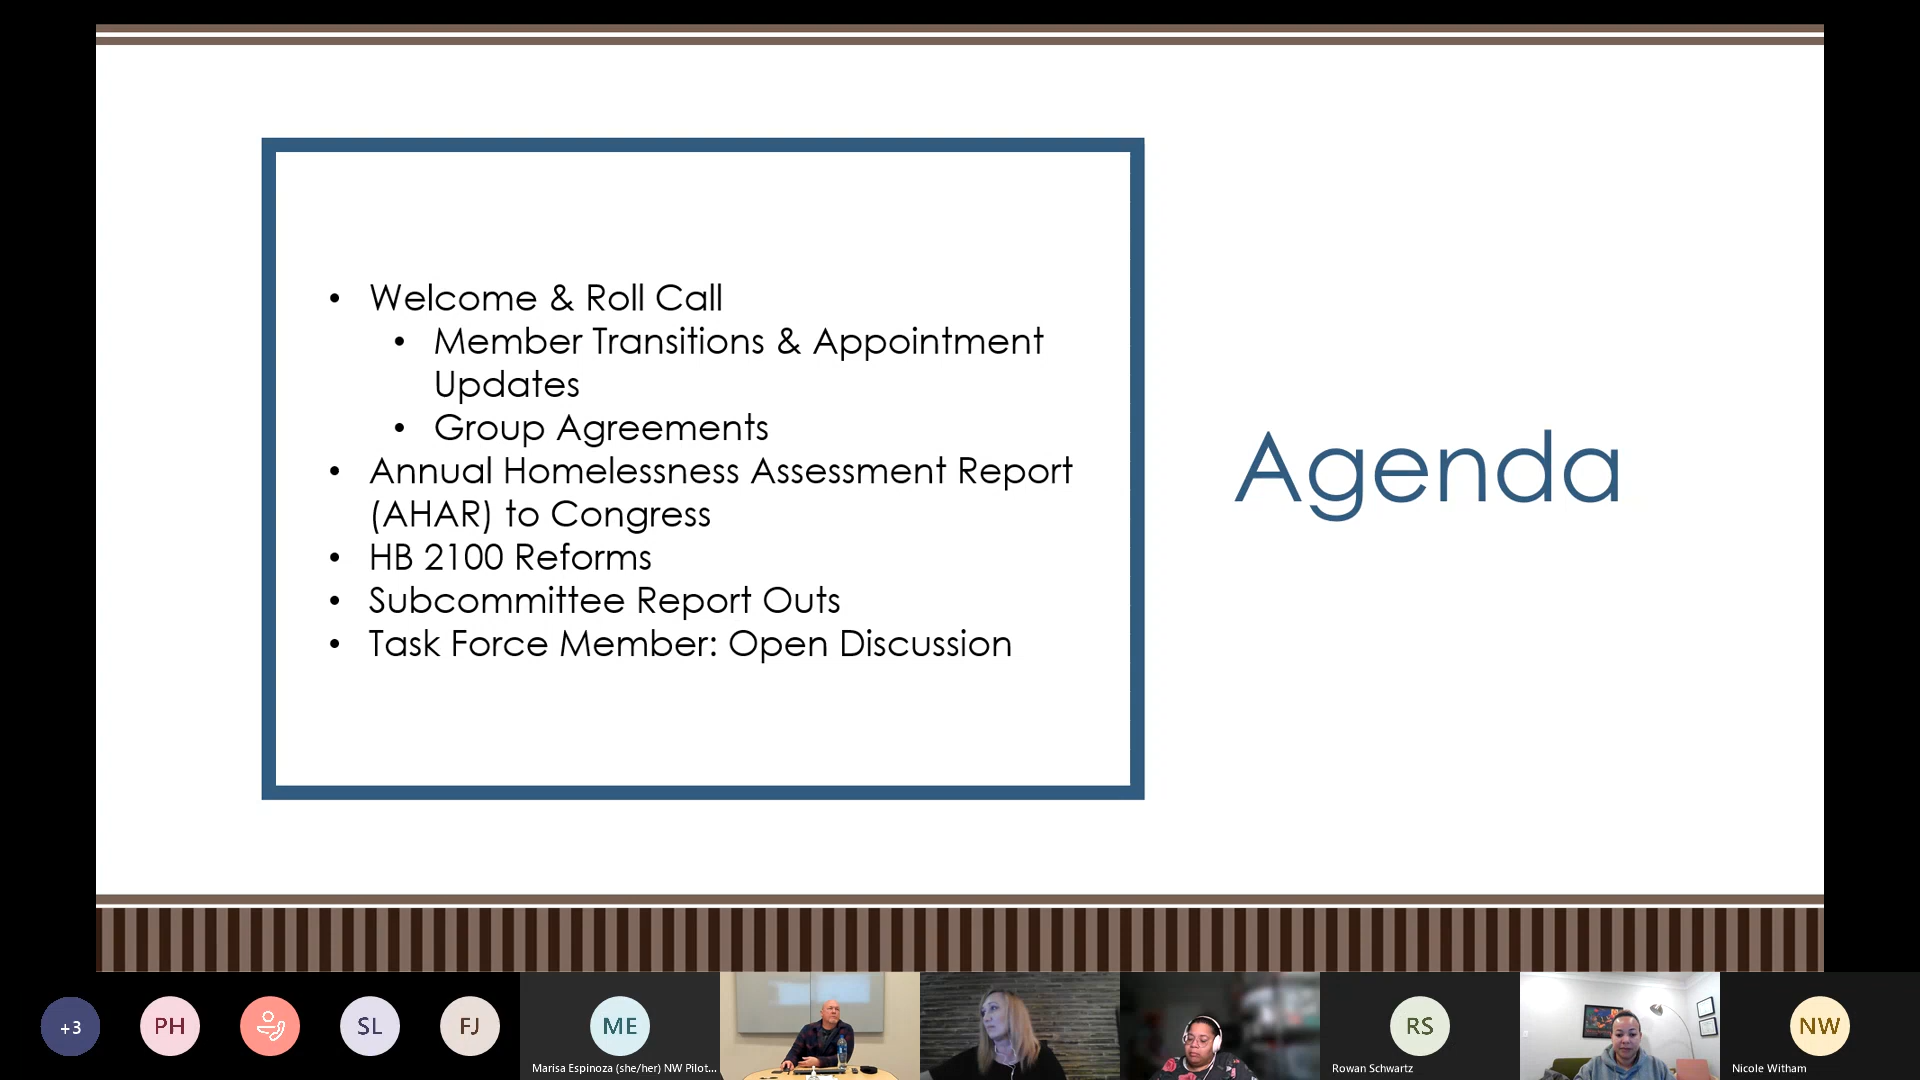 • Welcome & Roll Call
• Member Transitions & Appointment
Updates
• Group Agreements
• Annual Homelessness Assessment Report
(AHAR) to Congress
• HB 2100 Reforms
• Subcommittee Report Outs
• Task Force Member: Open Discussion
Agenda
+3
PH
SL
FJ
ME
Marisa Espinoza (she/her) NW Pilot...
RS
Rowan Schwartz
NW
Nicole Witham